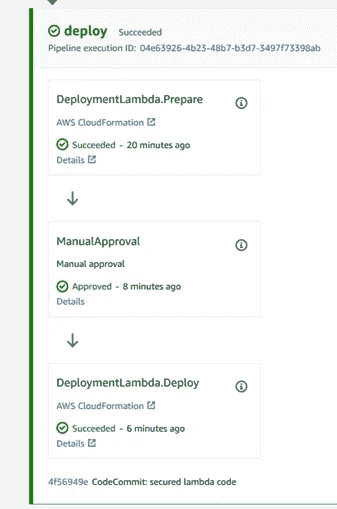 deploy Succeeded
Pipeline execution ID: 04e63926-4b23-48b7-b3d7-3497f73398ab
DeploymentLambda.Prepare
AWS CloudFormation
Succeeded - 20 minutes ago
Details
ManualApproval
Manual approval
Approved - 8 minutes ago
Details
DeploymentLambda.Deploy
AWS CloudFormation
Succeeded - 6 minutes ago
Details
4f56949e CodeCommit: secured lambda code